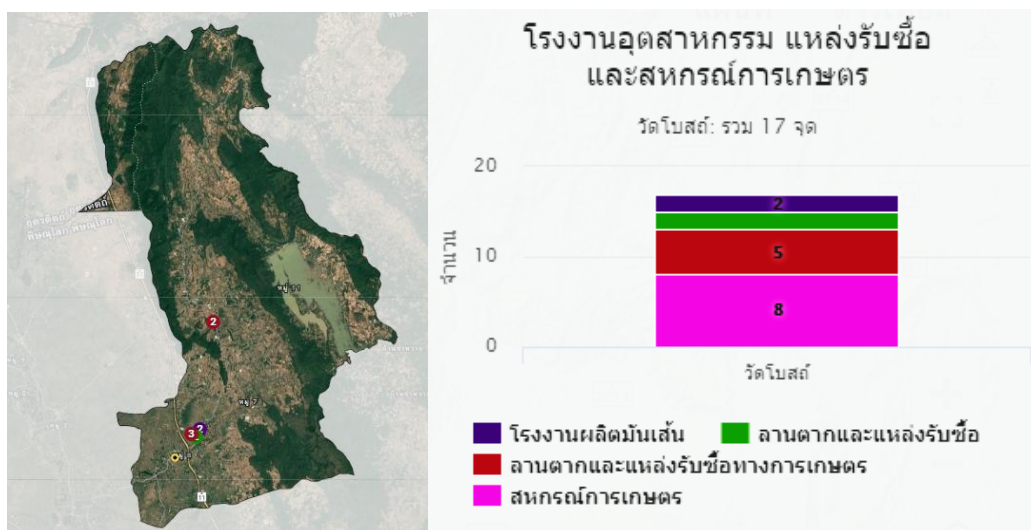 โรงงานอุตสาหกรรม แหล่งรับซื้อ
และสหกรณ์การเกษตร
วัดโบสถ์: รวม 17 จุด
20
10
0
จำนวน
2
5
8
วัดโบสถ์
โรงงานผลิตมันเส้น
ลานตากและแหล่งรับซื้อ
ลานตากและแหล่งรับซื้อทางการเกษตร
สหกรณ์การเกษตร
หมู่ 11
2
หมู่ 7
2
3